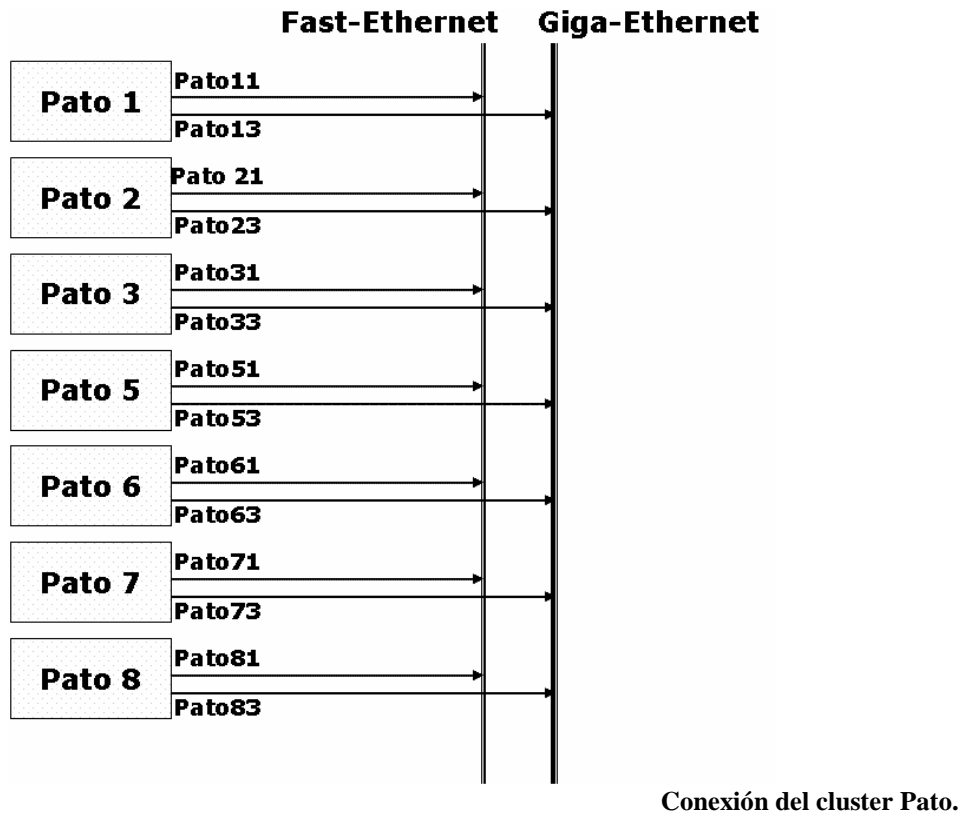 Fast-Ethernet Giga-Ethernet
Pato 1
Pato11
Pato13
Pato 2
Pato 21
Pato23
Pato 3
Pato31
Pato33
Pato 5
Pato51
Pato53
Pato 6
Pato61
Pato63
Pato 7
Pato71
Pato73
Pato 8
Pato81
Pato83
Conexión del cluster Pato.